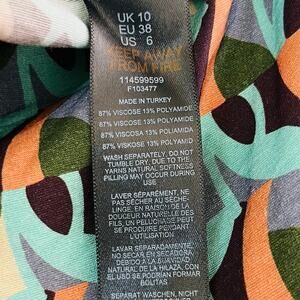 UK 10
EU 38
US 6
KEEP AWAY
FROM FIRE
114599599
F103477
MADE IN TURKEY
87% VISCOSE 13% POLYAMIDE
87% VISCOSA 13% POLIAMIDA
87% VISCOSE 13% POLYAMIDE
87% VISKOSE 13% POLYAMID
WASH SEPARATELY, DO NOT
TUMBLE DRY, DUE TO THE
YARNS NATURAL SOFTNESS
PILLING MAY OCCUR DURING
USE
LAVER SÉPARÉMENT, NE
PAS SÉCHER AU SÈCHE-
LINGE, EN RAISON DE LA
DOUCEUR NATURELLE DES
FILS, UN PELUCHAGE PEUT
SE PRODUIRE PENDANT
L'UTILISATION
LAVAR SEPARADAMENTE,
NO SECAR EN SECADORA,
DEBIDO A LA SUAVIDAD
NATURAL DE LA HILAZA, CON
EL USO SE PODRÍAN FORMAR
BOLITAS
SEPARAT WASCHEN, NICHT